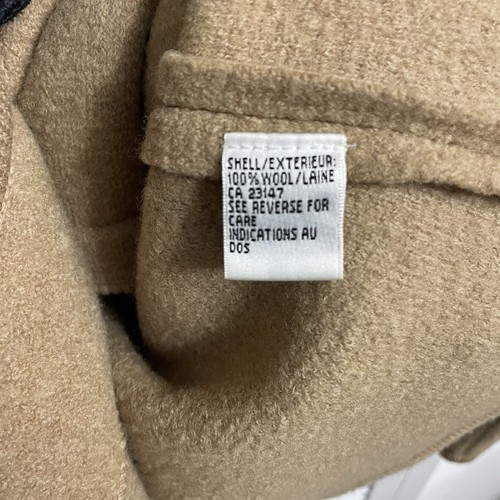 SHELL/EXTERIEUR:
100% WOOL/LAINE
CA 23147
SEE REVERSE FOR
CARE
INDICATIONS AU
DOS